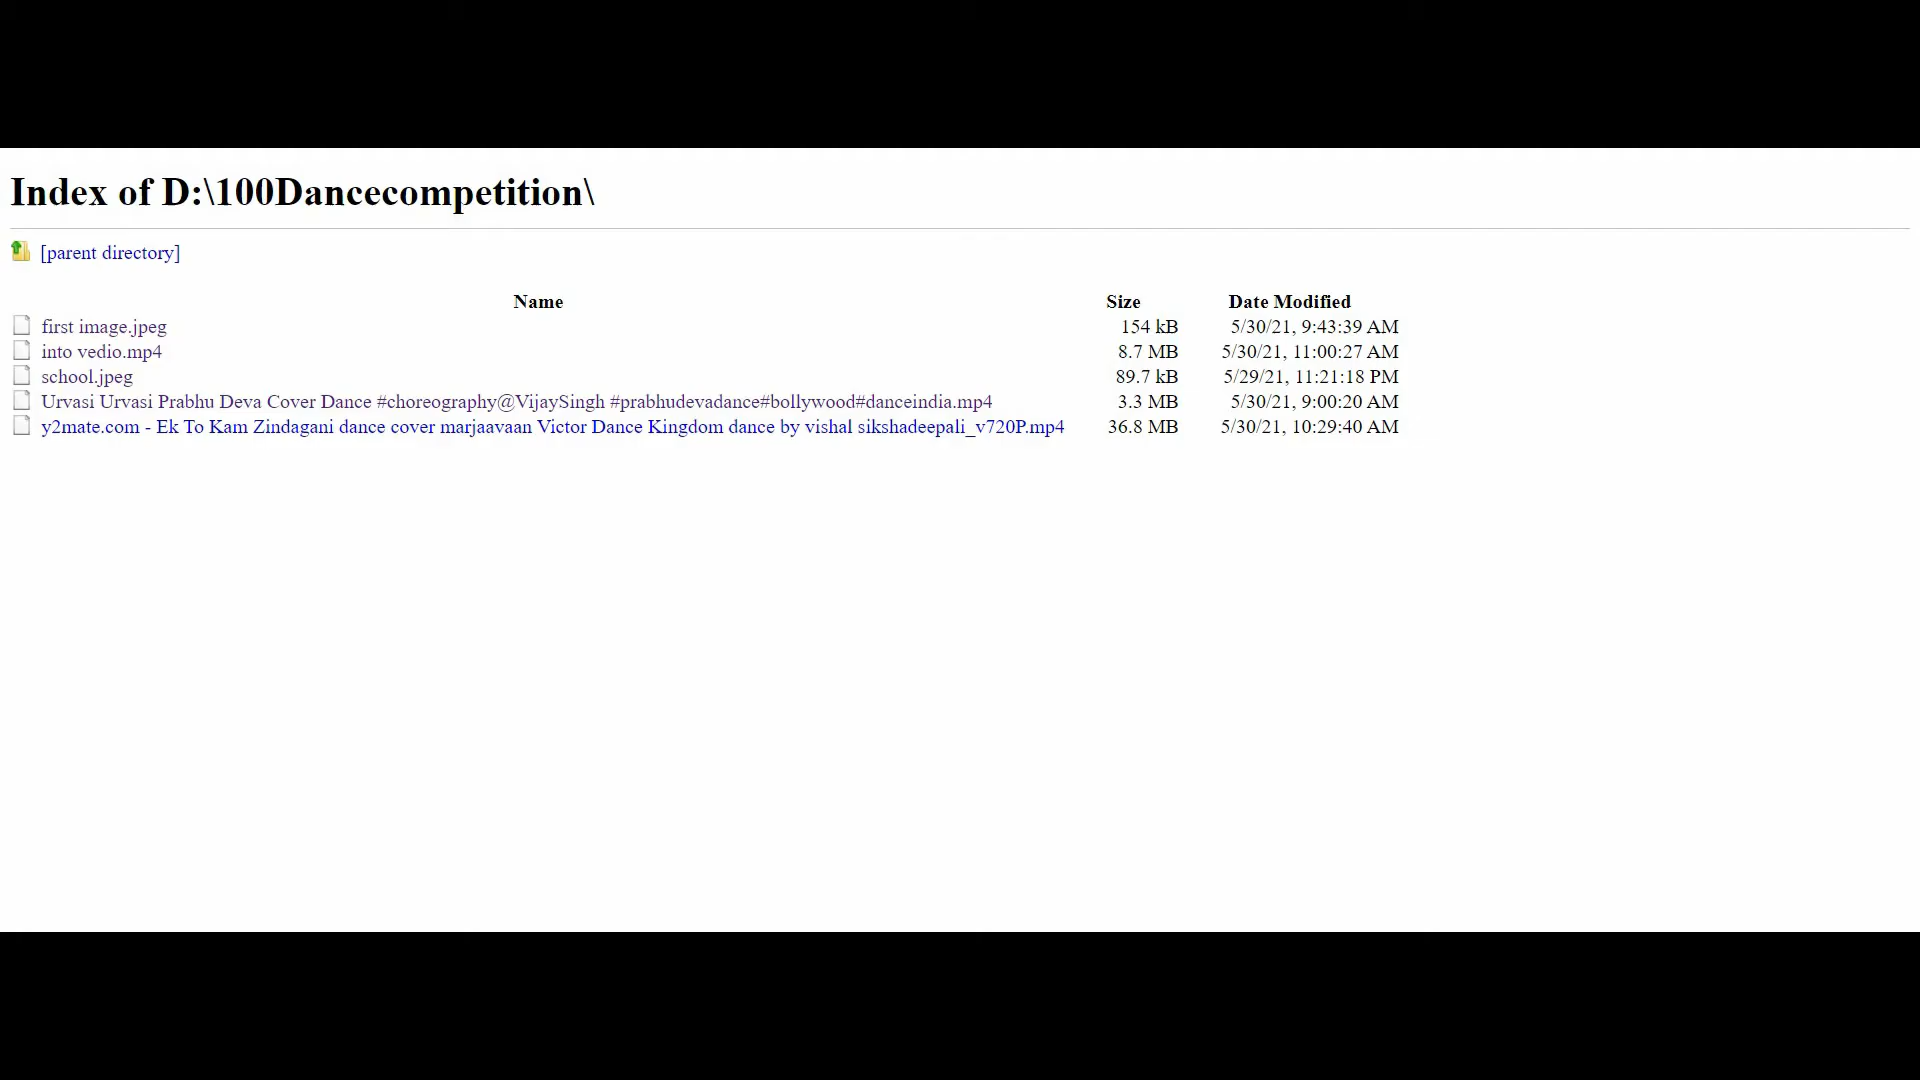 Index of D:\100Dancecompetition\
[parent directory]
Name Size Date Modified
first image.jpeg 154 kB 5/30/21, 9:43:39 AM
into vedio.mp4 8.7 MB 5/30/21, 11:00:27 AM
school.jpeg 89.7 kB 5/29/21, 11:21:18 PM
Urvasi Urvasi Prabhu Deva Cover Dance #choreography@VijaySingh #prabhudevadance#bollywood#danceindia.mp4 3.3 MB 5/30/21, 9:00:20 AM
y2mate.com - Ek To Kam Zindagani dance cover marjaavaan Victor Dance Kingdom dance by vishal sikshadeepali_v720P.mp4 36.8 MB 5/30/21, 10:29:40 AM